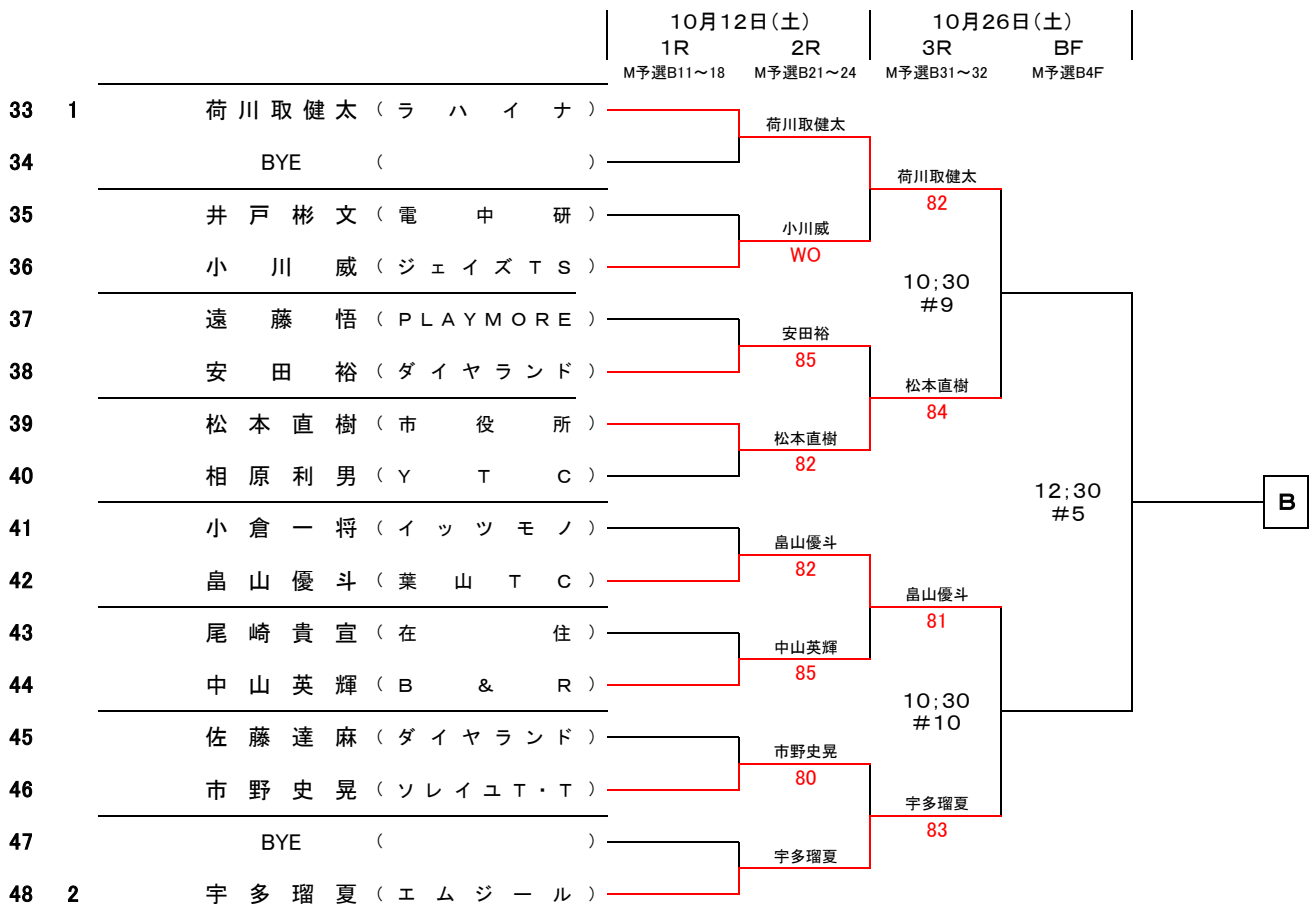 10月12日(土) 10月26日(土)
1R 2R 3R BF
M予選B11～18 M予選B21～24 M予選B31～32 M予選B4F
33 1 荷川取健太 (ラハイナ)
荷川取健太
34 BYE ( )
荷川取健太
82
35 井戸彬文 (電中研)
小川威
WO
36 小川威 (ジェイズTS)
10;30
#9
37 遠藤悟 (PLAYMORE)
安田裕
85
38 安田裕 (ダイヤランド)
松本直樹
84
39 松本直樹 (市役所)
松本直樹
82
40 相原利男 (YTC)
12;30
#5
B
41 小倉一将 (イッツモノ)
畠山優斗
82
42 畠山優斗 (葉山TC)
畠山優斗
81
43 尾崎貴宣 (在住)
中山英輝
85
44 中山英輝 (B&R)
10;30
#10
45 佐藤達麻 (ダイヤランド)
市野史晃
80
46 市野史晃 (ソレイユT・T)
宇多瑠夏
83
47 BYE ( )
宇多瑠夏
48 2 宇多瑠夏 (エムジール)